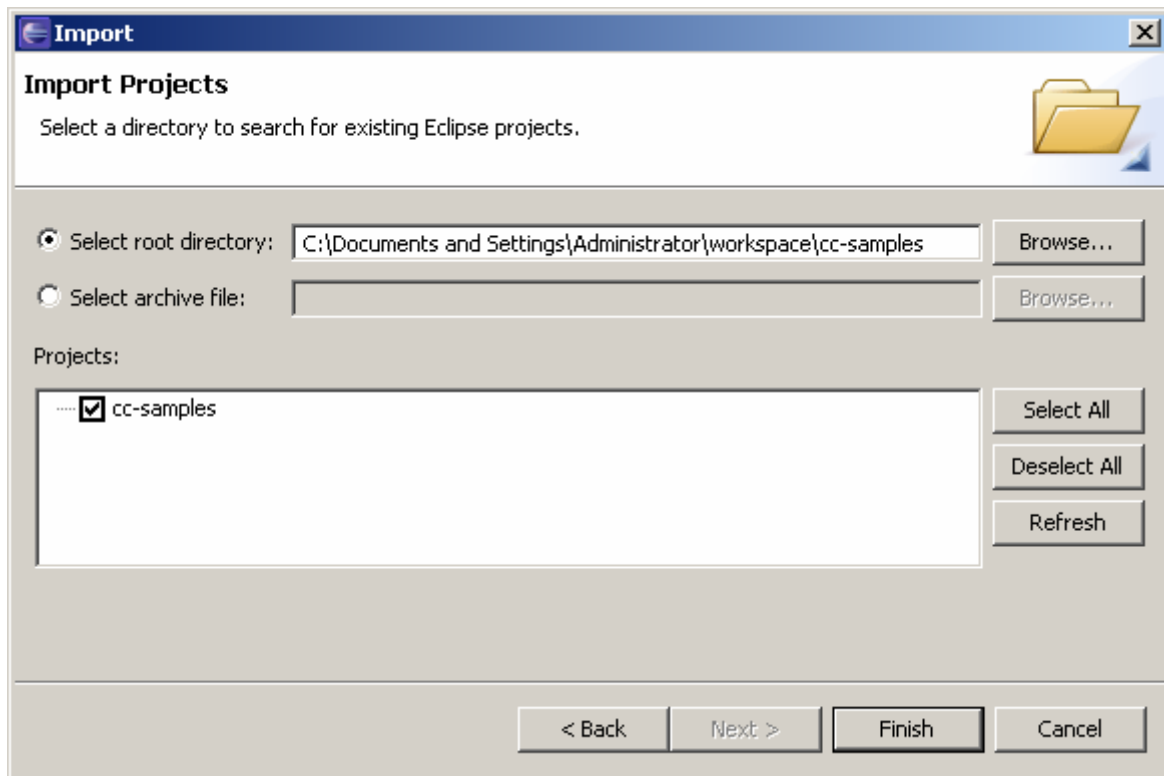 Import
Import Projects
Select a directory to search for existing Eclipse projects.
Select root directory: C:\Documents and Settings\Administrator\workspace\cc-samples Browse...
Select archive file: Browse...
Projects:
cc-samples
Select All
Deselect All
Refresh
< Back Next > Finish Cancel